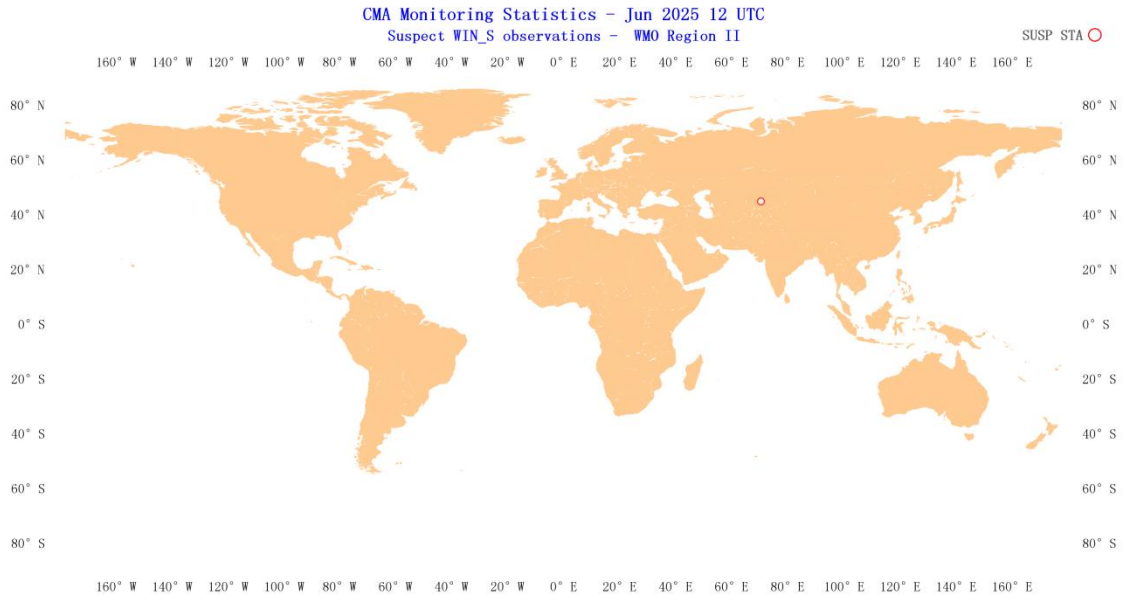 CMA Monitoring Statistics - Jun 2025 12 UTC
Suspect WIN_S observations - WMO Region II
SUSP STA
160° W 140° W 120° W 100° W 80° W 60° W 40° W 20° W 0° E 20° E 40° E 60° E 80° E 100° E 120° E 140° E 160° E
80° N 80° N
60° N 60° N
40° N 40° N
20° N 20° N
0° S 0° S
20° S 20° S
40° S 40° S
60° S 60° S
80° S 80° S
160° W 140° W 120° W 100° W 80° W 60° W 40° W 20° W 0° E 20° E 40° E 60° E 80° E 100° E 120° E 140° E 160° E